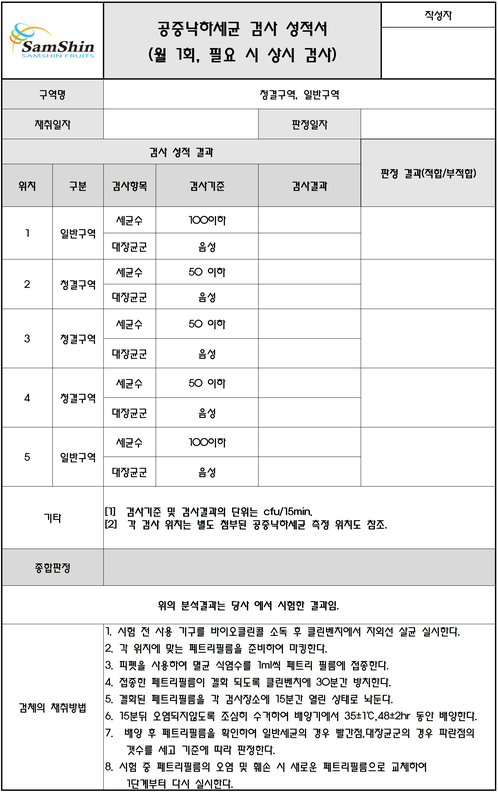 공중낙하세균 검사 성적서
(월 1회, 필요 시 상시 검사)
작성자
SamShin
SAMSHIN FRUITS
구역명 청결구역, 일반구역
채취일자 판정일자
검사 성적 결과
판정 결과(적합/부적합)
위치 구분 검사항목 검사기준 검사결과
1 일반구역
세균수 100이하
대장균군 음성
2 청결구역
세균수 50 이하
대장균군 음성
3 청결구역
세균수 50 이하
대장균군 음성
4 청결구역
세균수 50 이하
대장균군 음성
5 일반구역
세균수 100이하
대장균군 음성
기타
[1] 검사기준 및 검사결과의 단위는 cfu/15min.
[2] 각 검사 위치는 별도 첨부된 공중낙하세균 측정 위치도 참조.
종합판정
위의 분석결과는 당사 에서 시험한 결과임.
검체의 채취방법
1. 시험 전 사용 기구를 바이오클린콜 소독 후 클린벤치에서 자외선 살균 실시한다.
2. 각 위치에 맞는 페트리필름을 준비하여 마킹한다.
3. 피펫을 사용하여 멸균 식염수를 1ml씩 페트리 필름에 접종한다.
4. 접종한 페트리필름이 결화 되도록 클린벤치에 30분간 방치한다.
5. 결화된 페트리필름을 각 검사장소에 15분간 열린 상태로 놔둔다.
6. 15분뒤 오염되지않도록 조심히 수거하여 배양기에서 35±1℃,48±2hr 동안 배양한다.
7. 배양 후 페트리필름을 확인하여 일반세균의 경우 빨간점,대장균군의 경우 파란점의
갯수를 세고 기준에 따라 판정한다.
8. 시험 중 페트리필름의 오염 및 훼손 시 새로운 페트리필름으로 교체하여
1단계부터 다시 실시한다.